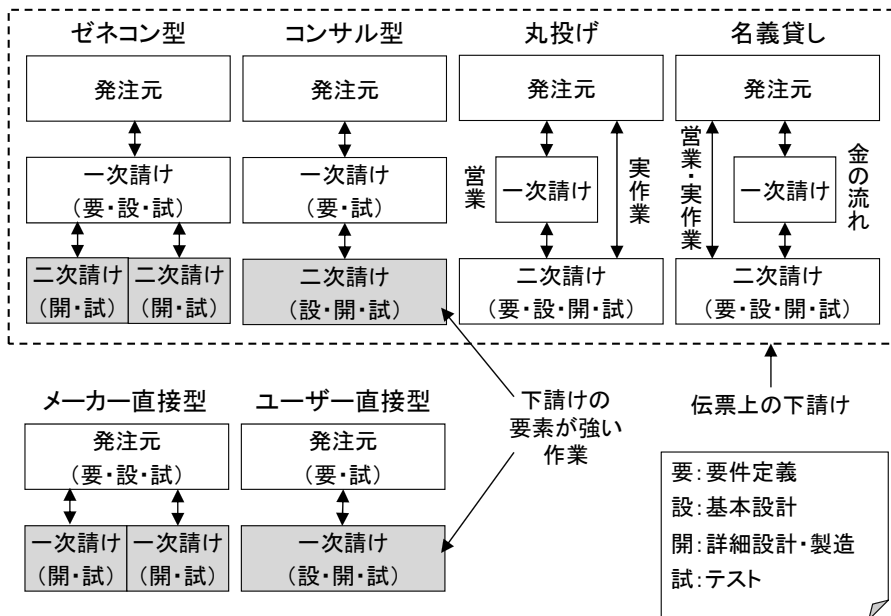 ゼネコン型
発注元
一次請け
(要・設・試)
二次請け
(開・試)
二次請け
(開・試)
コンサル型
発注元
一次請け
(要・試)
二次請け
(設・開・試)
丸投げ
発注元
営業
一次請け
実作業
二次請け
(要・設・開・試)
名義貸し
発注元
営業・実作業
一次請け
金の流れ
二次請け
(要・設・開・試)
メーカー直接型
発注元
(要・設・試)
一次請け
(開・試)
一次請け
(開・試)
ユーザー直接型
発注元
(要・試)
一次請け
(設・開・試)
下請けの
要素が強い
作業
伝票上の下請け
要:要件定義
設:基本設計
開:詳細設計・製造
試:テスト